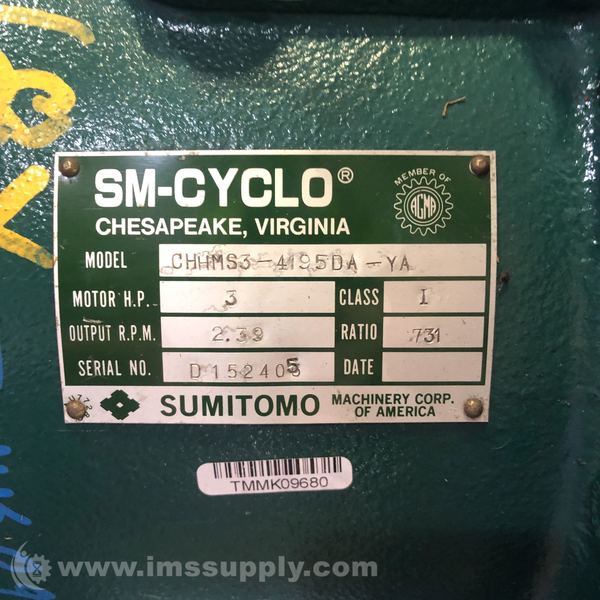 SM-CYCLO®
CHESAPEAKE, VIRGINIA
MEMBER OF
AGMA
MODEL CHHMS3-4195DA-YA
MOTOR H.P. 3 CLASS I
OUTPUT R.P.M. 2.39 RATIO 731
SERIAL NO. D152405 DATE
SUMITOMO MACHINERY CORP.
OF AMERICA
TMMK09680
www.imssupply.com